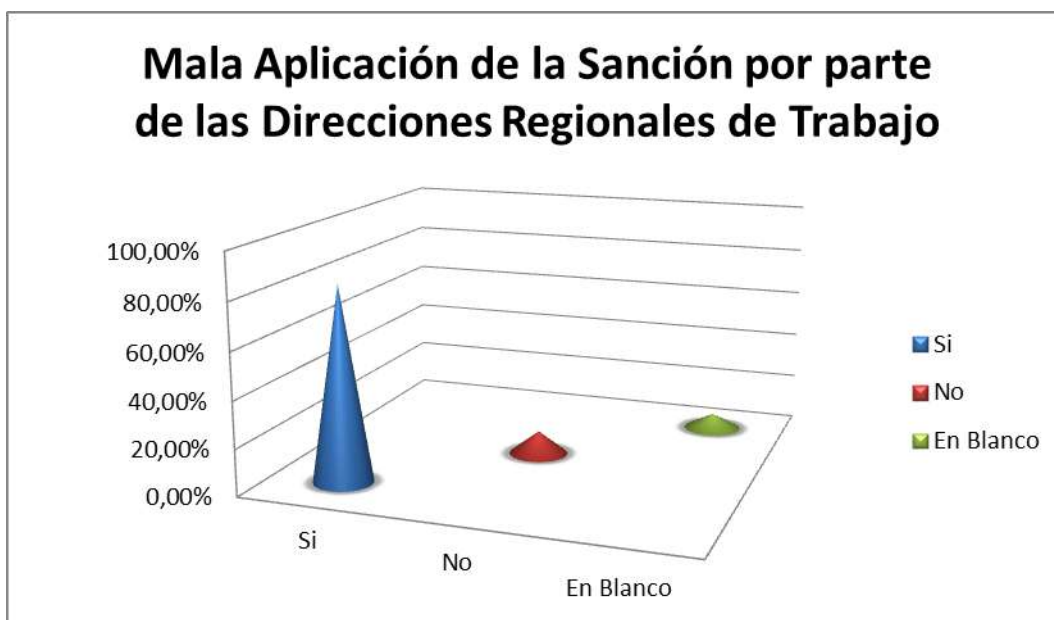 Mala Aplicación de la Sanción por parte
de las Direcciones Regionales de Trabajo
100,00%
80,00%
60,00%
40,00%
20,00%
0,00%
Si
No
En Blanco
Si
No
En Blanco